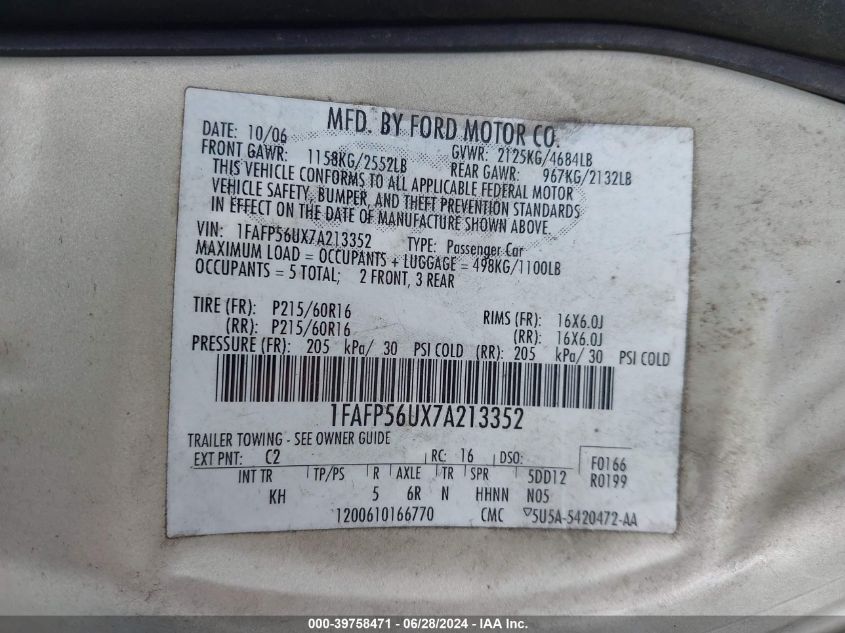 MFD. BY FORD MOTOR CO.
DATE: 10/06 GVWR: 2125KG/4684LB
FRONT GAWR: 1158KG/2552LB REAR GAWR: 967KG/2132LB
THIS VEHICLE CONFORMS TO ALL APPLICABLE FEDERAL MOTOR
VEHICLE SAFETY, BUMPER, AND THEFT PREVENTION STANDARDS
IN EFFECT ON THE DATE OF MANUFACTURE SHOWN ABOVE.
VIN: 1FAFP56UX7A213352 TYPE: Passenger Car
MAXIMUM LOAD = OCCUPANTS + LUGGAGE = 498KG/1100LB
OCCUPANTS = 5 TOTAL; 2 FRONT, 3 REAR
TIRE (FR): P215/60R16 RIMS (FR): 16X6.0J
(RR): P215/60R16 (RR): 16X6.0J
PRESSURE (FR): 205 kPa/ 30 PSI COLD (RR): 205 kPa/ 30 PSI COLD
1FAFP56UX7A213352
TRAILER TOWING - SEE OWNER GUIDE
EXT PNT: C2 RC: 16 DSO: F0166
INT TR TP/PS R AXLE TR SPR 5DD12 R0199
KH 5 6R N HHNN N05
1200610166770 CMC ▽5U5A-5420472-AA
000-39758471 - 06/28/2024 - IAA Inc.